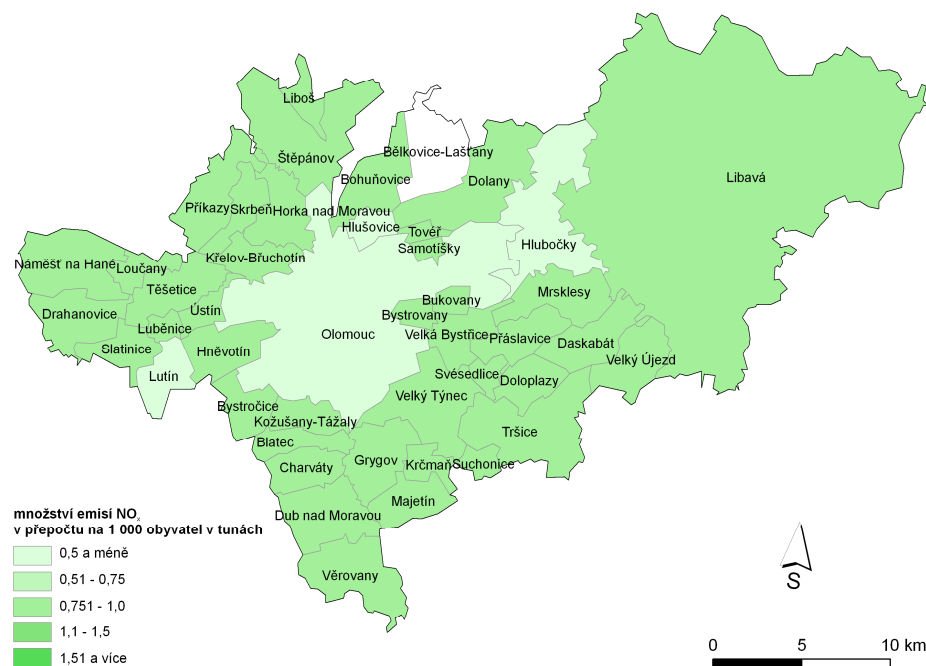 Liboš
Štěpánov
Bělkovice-Lašťany
Bohuňovice
Dolany
Libavá
Příkazy
Skrbeň
Horka nad Moravou
Hlušovice
Tovéř
Samotišky
Hlubočky
Křelov-Břuchotín
Náměšť na Hané
Loučany
Těšetice
Mrsklesy
Bukovany
Drahanovice
Ústín
Bystrovany
Luběnice
Olomouc
Velká Bystřice
Přáslavice
Daskabát
Slatinice
Hněvotín
Velký Újezd
Lutín
Svésedlice
Doloplazy
Velký Týnec
Bystročice
Kožušany-Tážaly
Tršice
Blatec
Charváty
Grygov
Krčmaň
Suchonice
Majetín
Dub nad Moravou
Věrovany
množství emisí NOx
v přepočtu na 1 000 obyvatel v tunách
0,5 a méně
0,51 - 0,75
0,751 - 1,0
1,1 - 1,5
1,51 a více
S
0 5 10 km